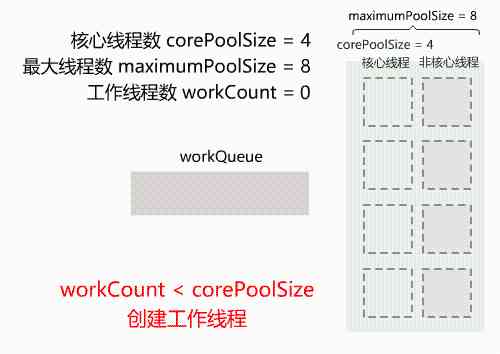 核心线程数 corePoolSize = 4
最大线程数 maximumPoolSize = 8
工作线程数 workCount = 0
workQueue
workCount < corePoolSize
创建工作线程
maximumPoolSize = 8
corePoolSize = 4
核心线程 非核心线程